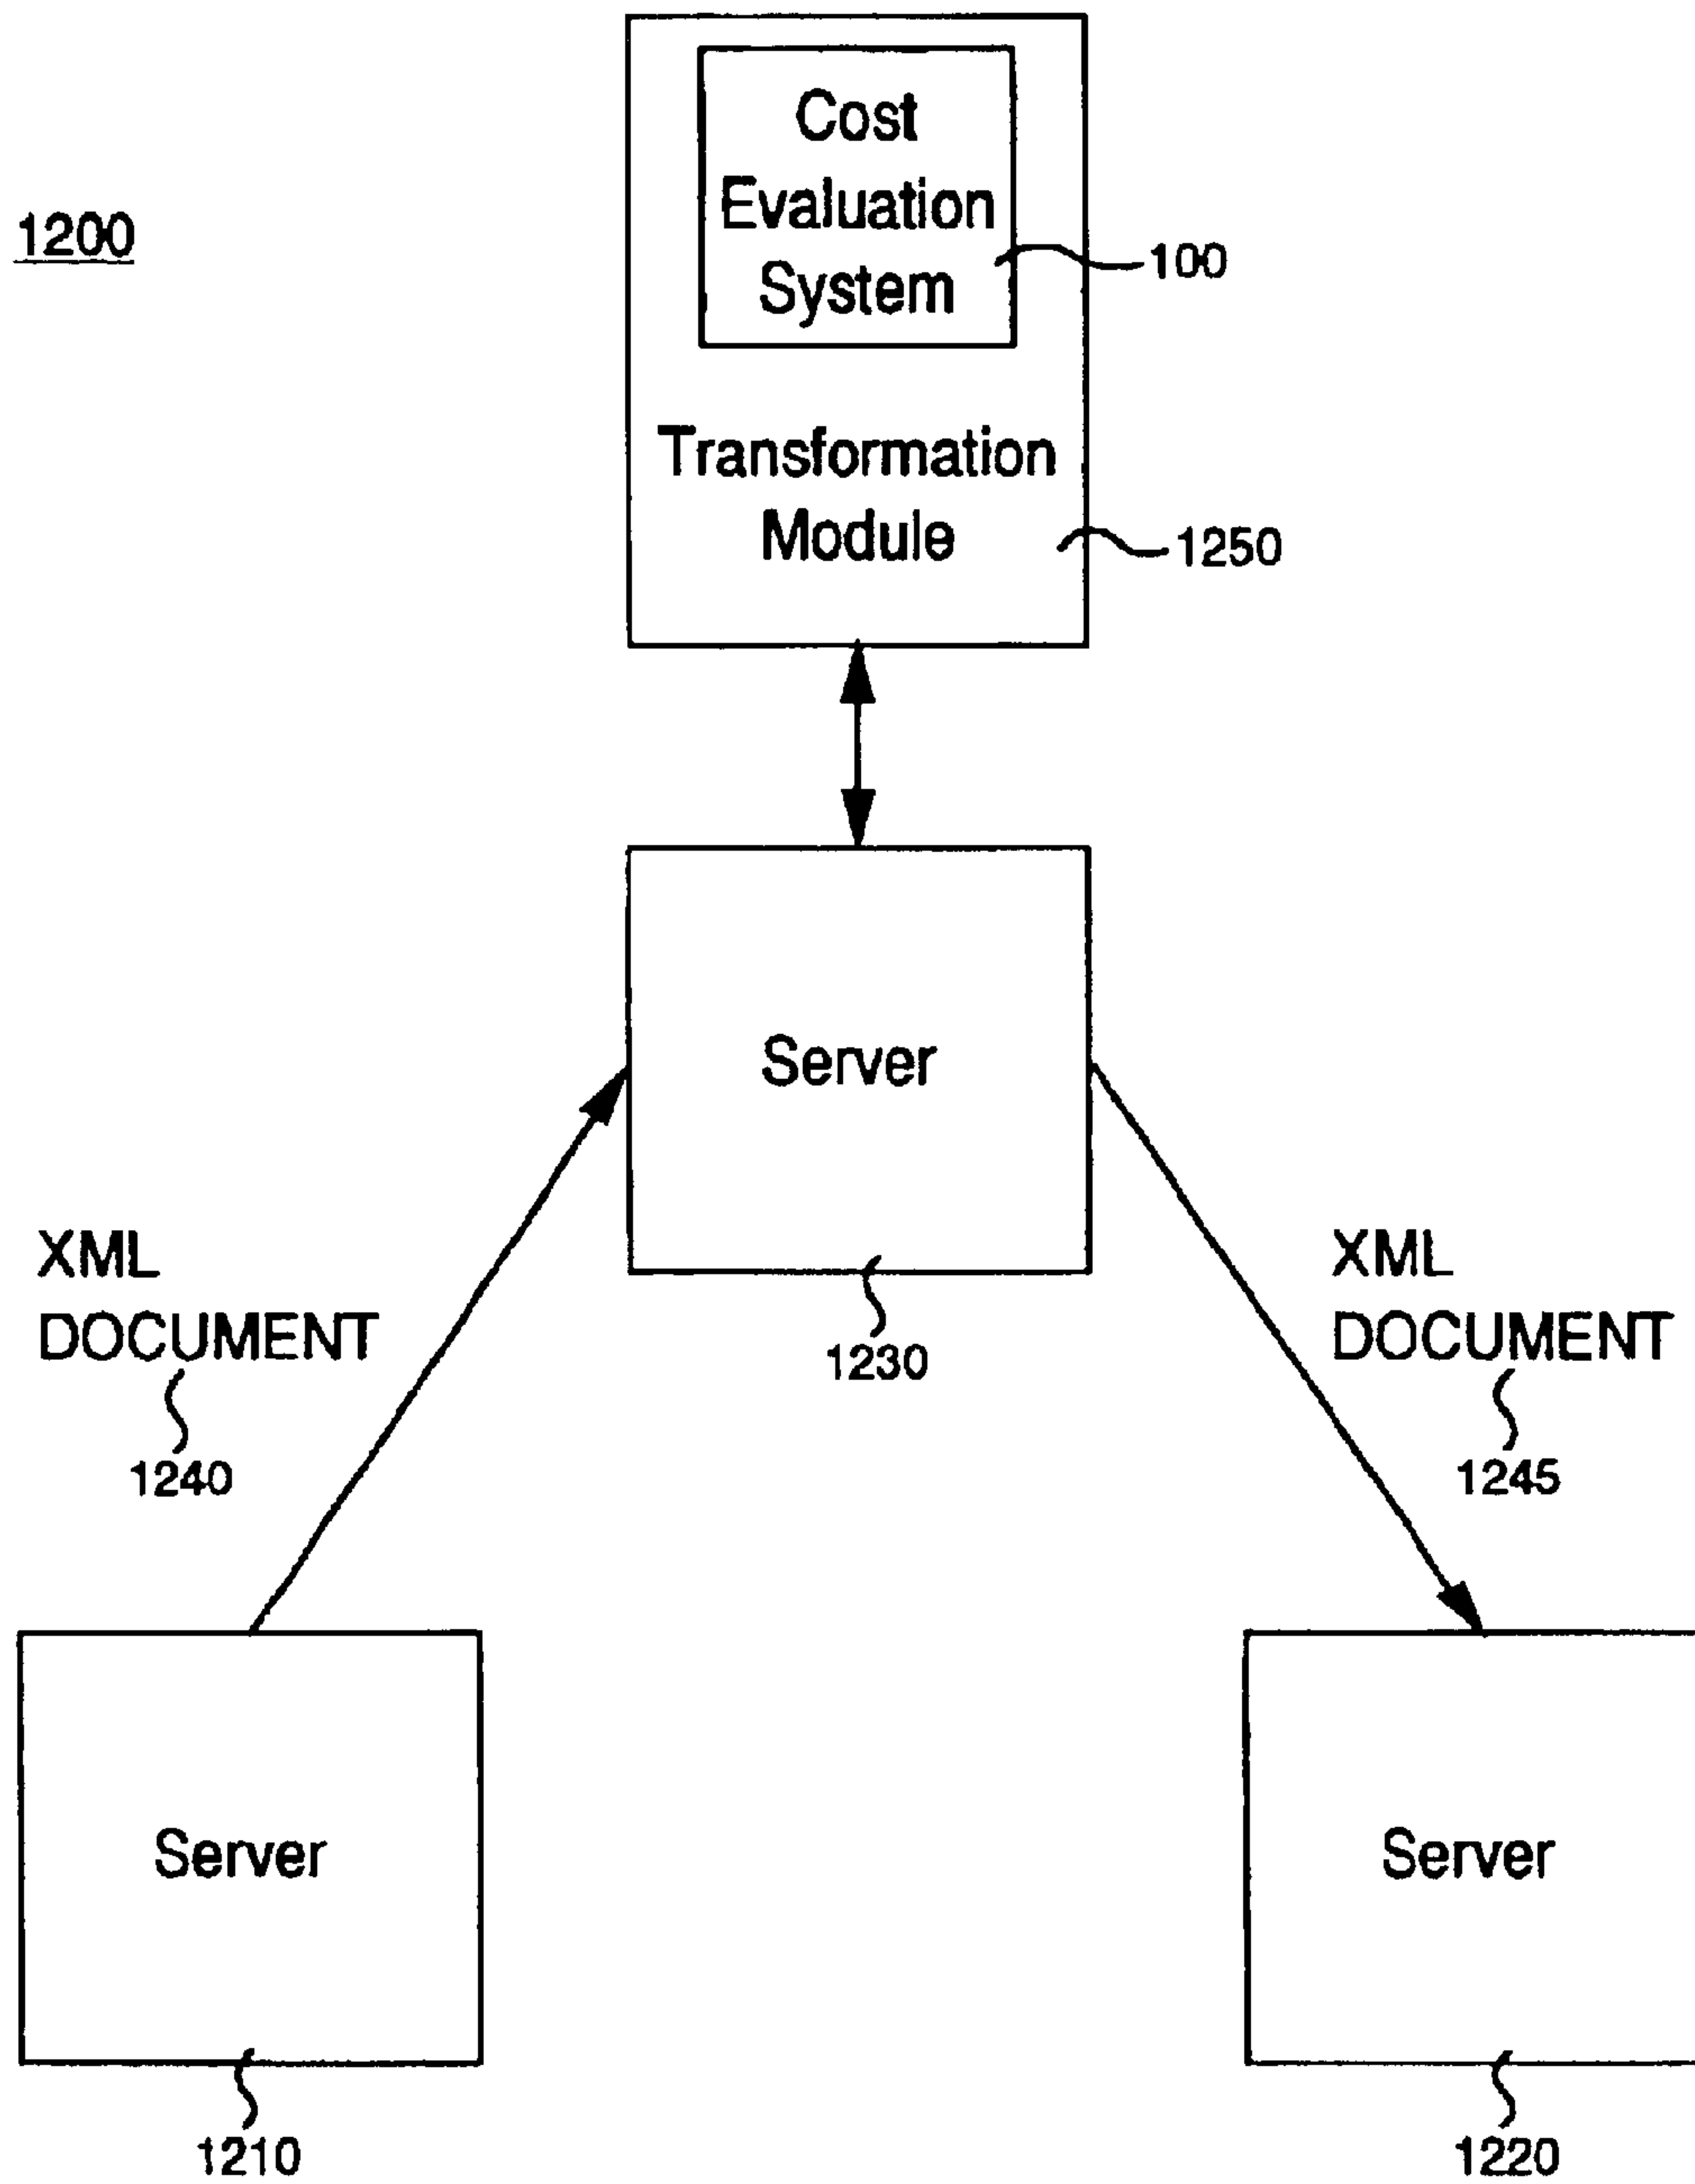 1200
Cost
Evaluation
System
100
Transformation
Module
1250
Server
1230
XML
DOCUMENT
1240
XML
DOCUMENT
1245
Server
1210
Server
1220